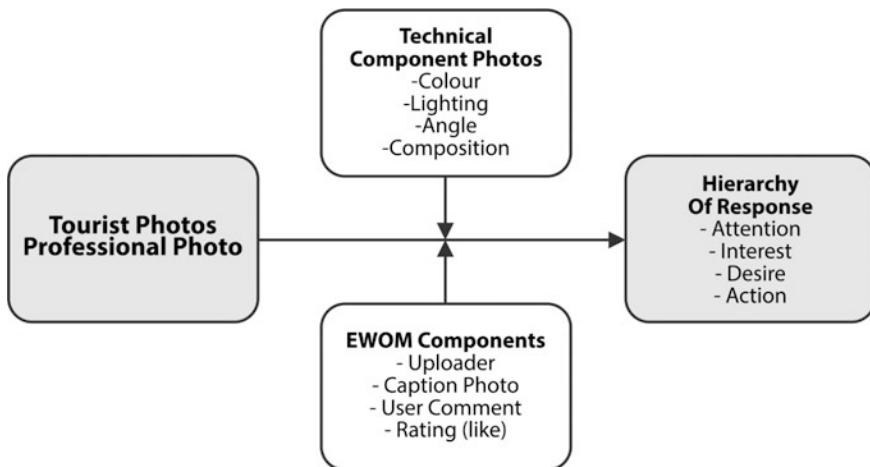 Technical
Component Photos
-Colour
-Lighting
-Angle
-Composition
Tourist Photos
Professional Photo
Hierarchy
Of Response
- Attention
- Interest
- Desire
- Action
EWOM Components
- Uploader
- Caption Photo
- User Comment
- Rating (like)